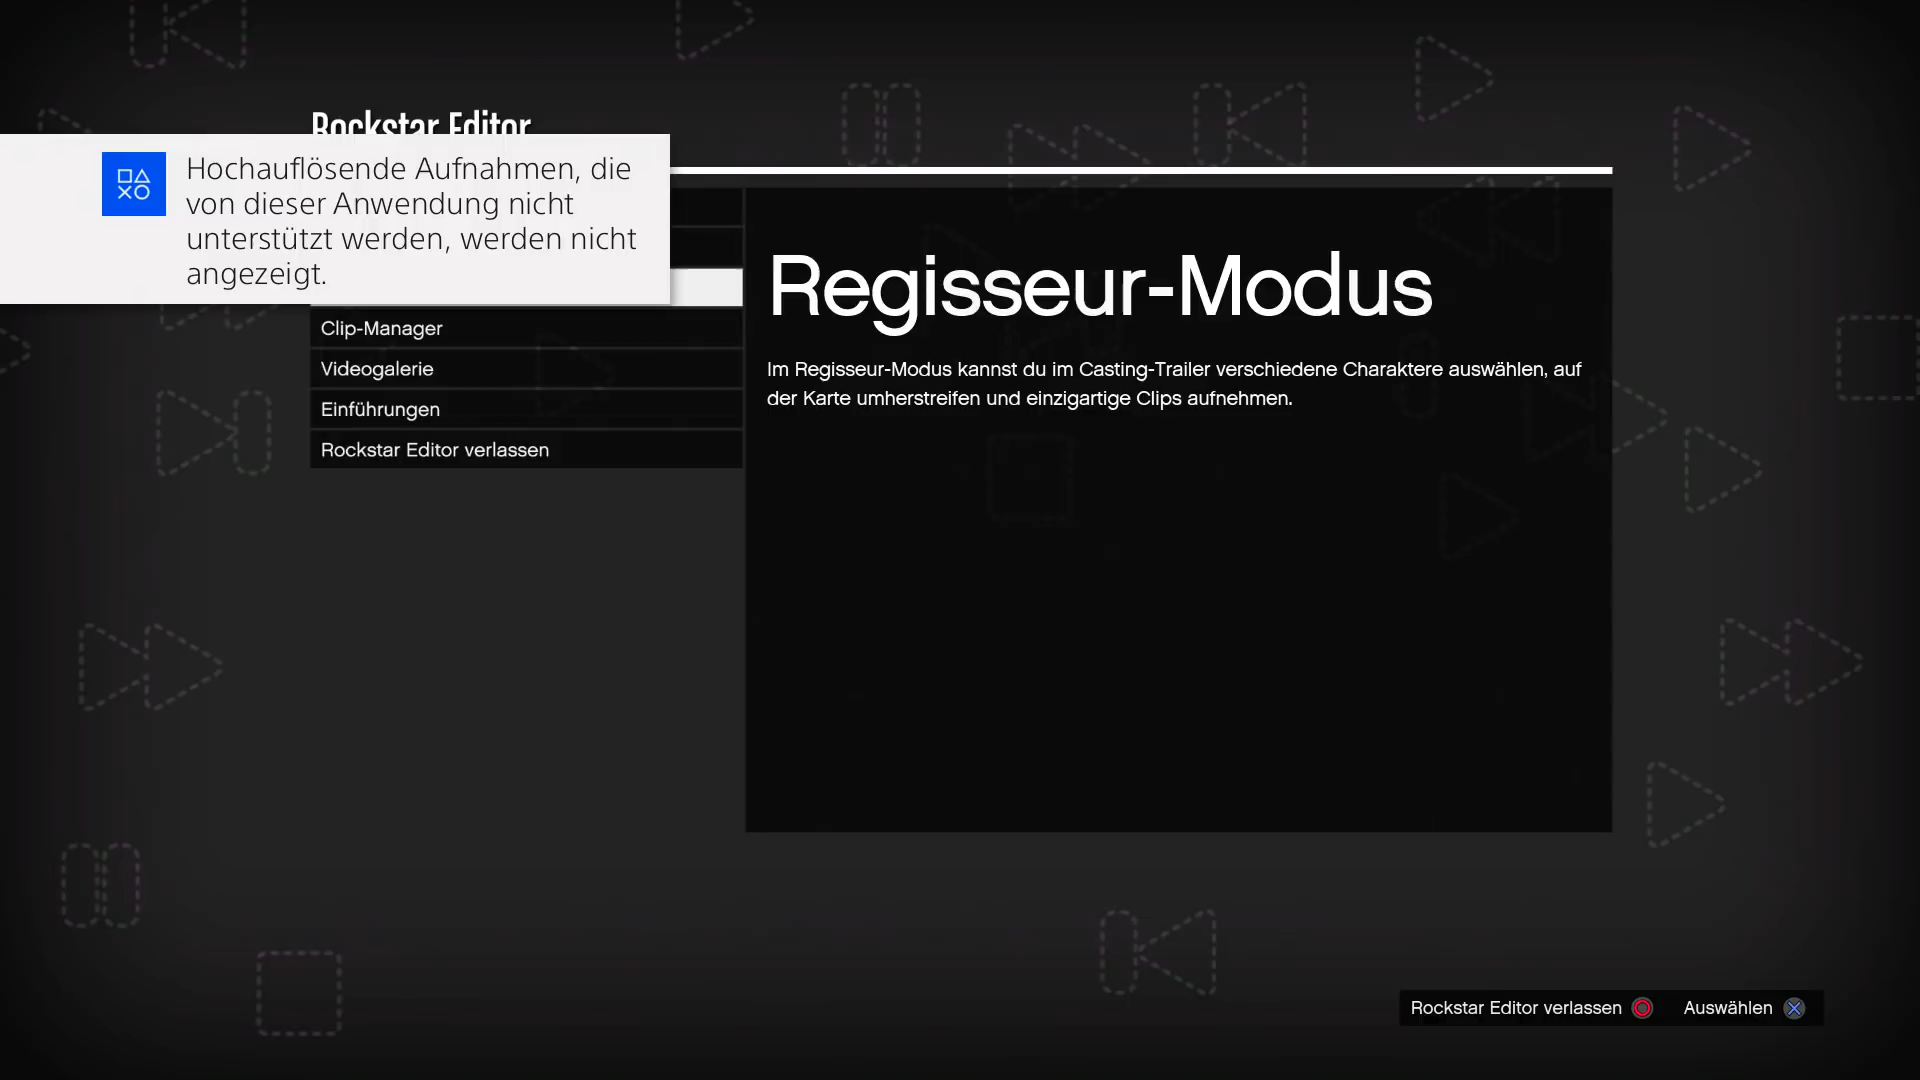 Rockstar Editor
Hochauflösende Aufnahmen, die
von dieser Anwendung nicht
unterstützt werden, werden nicht
angezeigt.
Clip-Manager
Videogalerie
Einführungen
Rockstar Editor verlassen
Regisseur-Modus
Im Regisseur-Modus kannst du im Casting-Trailer verschiedene Charaktere auswählen, auf
der Karte umherstreifen und einzigartige Clips aufnehmen.
Rockstar Editor verlassen Auswählen